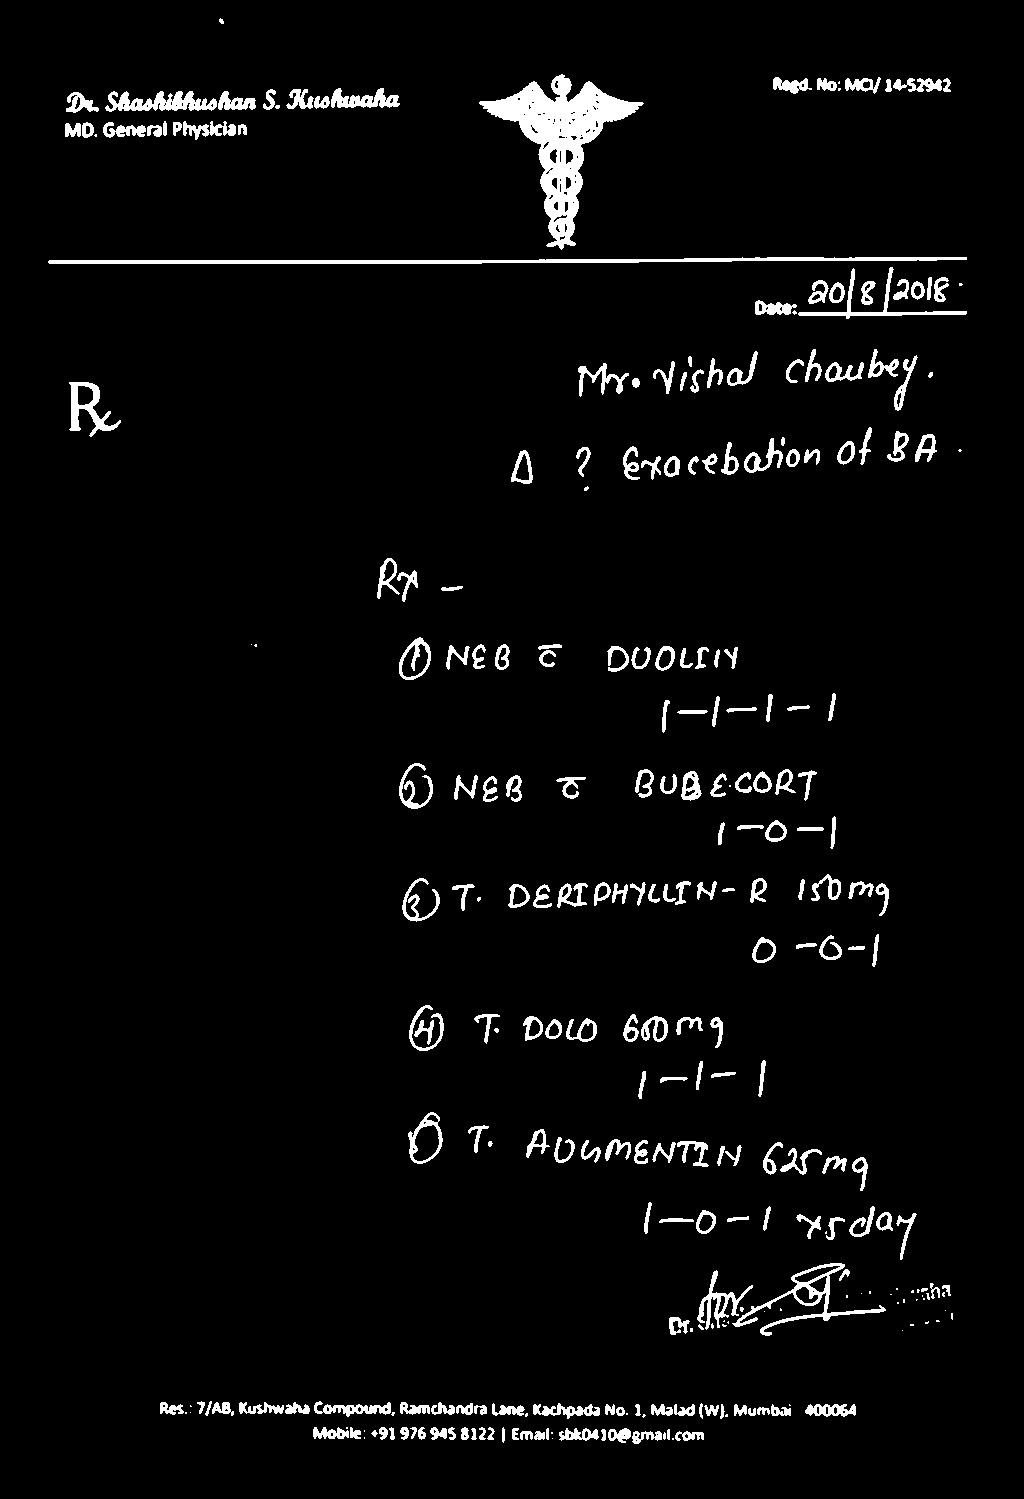 Dr. Shashibhushan S. Kushwaha
MD. General Physician
Regd. No: MCI/ 14-52942
Date: 20/8/2018
Rx
Mr. Vishal Chaubey.
Δ ? Exacebation of BA.
Rx -
① NEB c̄ DUOLIN
1-1-1-1
② NEB c̄ BUDECORT
1-0-1
③ T. DERIPHYLLIN-R 150mg
0-0-1
④ T. DOLO 650mg
1-1-1
⑤ T. AUGMENTIN 625mg
1-0-1 x5day
Dr.
Res.: 7/AB, Kushwaha Compound, Ramchandra Lane, Kachpada No. 1, Malad (W), Mumbai 400064
Mobile: +91 976 945 8122 | Email: sbk0410@gmail.com